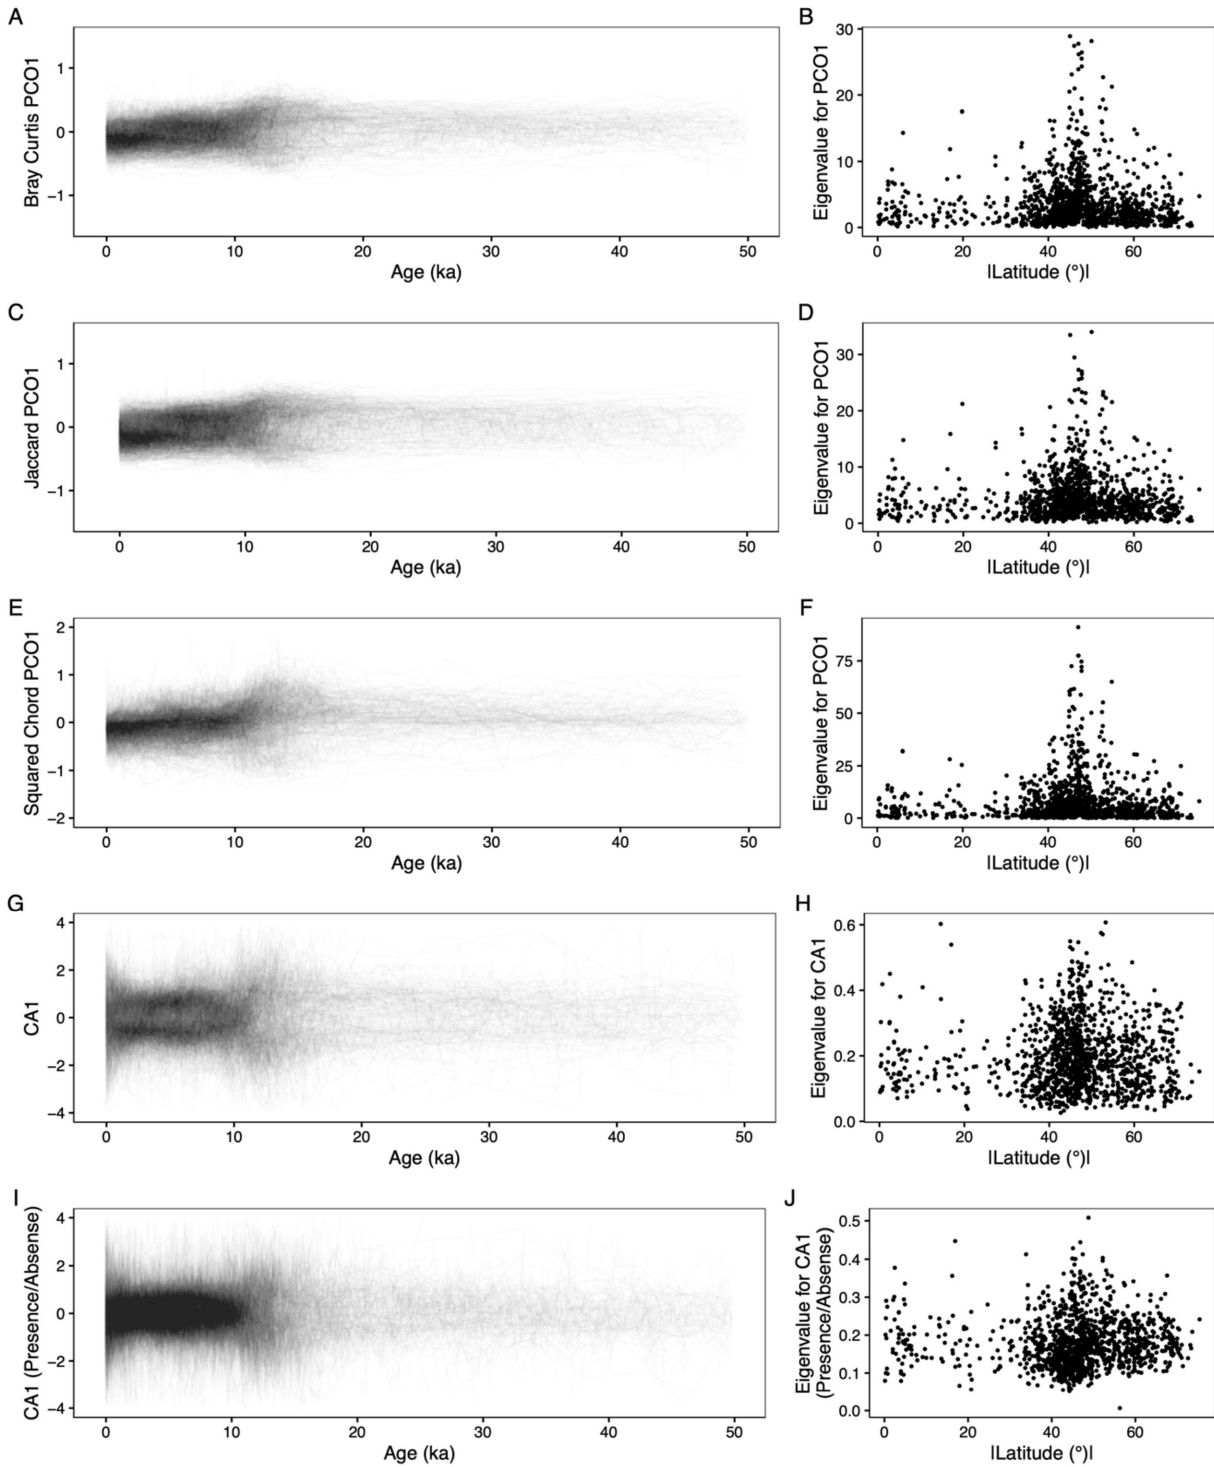 A
Bray Curtis PCO1
1
0
−1
0 10 20 30 40 50
Age (ka)
B
Eigenvalue for PCO1
30
20
10
0
0 20 40 60
|Latitude (°)|
C
Jaccard PCO1
1
0
−1
0 10 20 30 40 50
Age (ka)
D
Eigenvalue for PCO1
30
20
10
0
0 20 40 60
|Latitude (°)|
E
Squared Chord PCO1
2
1
0
−1
−2
0 10 20 30 40 50
Age (ka)
F
Eigenvalue for PCO1
75
50
25
0
0 20 40 60
|Latitude (°)|
G
CA1
4
2
0
−2
−4
0 10 20 30 40 50
Age (ka)
H
Eigenvalue for CA1
0.6
0.4
0.2
0.0
0 20 40 60
|Latitude (°)|
I
CA1 (Presence/Absense)
4
2
0
−2
−4
0 10 20 30 40 50
Age (ka)
J
Eigenvalue for CA1
(Presence/Absense)
0.5
0.4
0.3
0.2
0.1
0.0
0 20 40 60
|Latitude (°)|